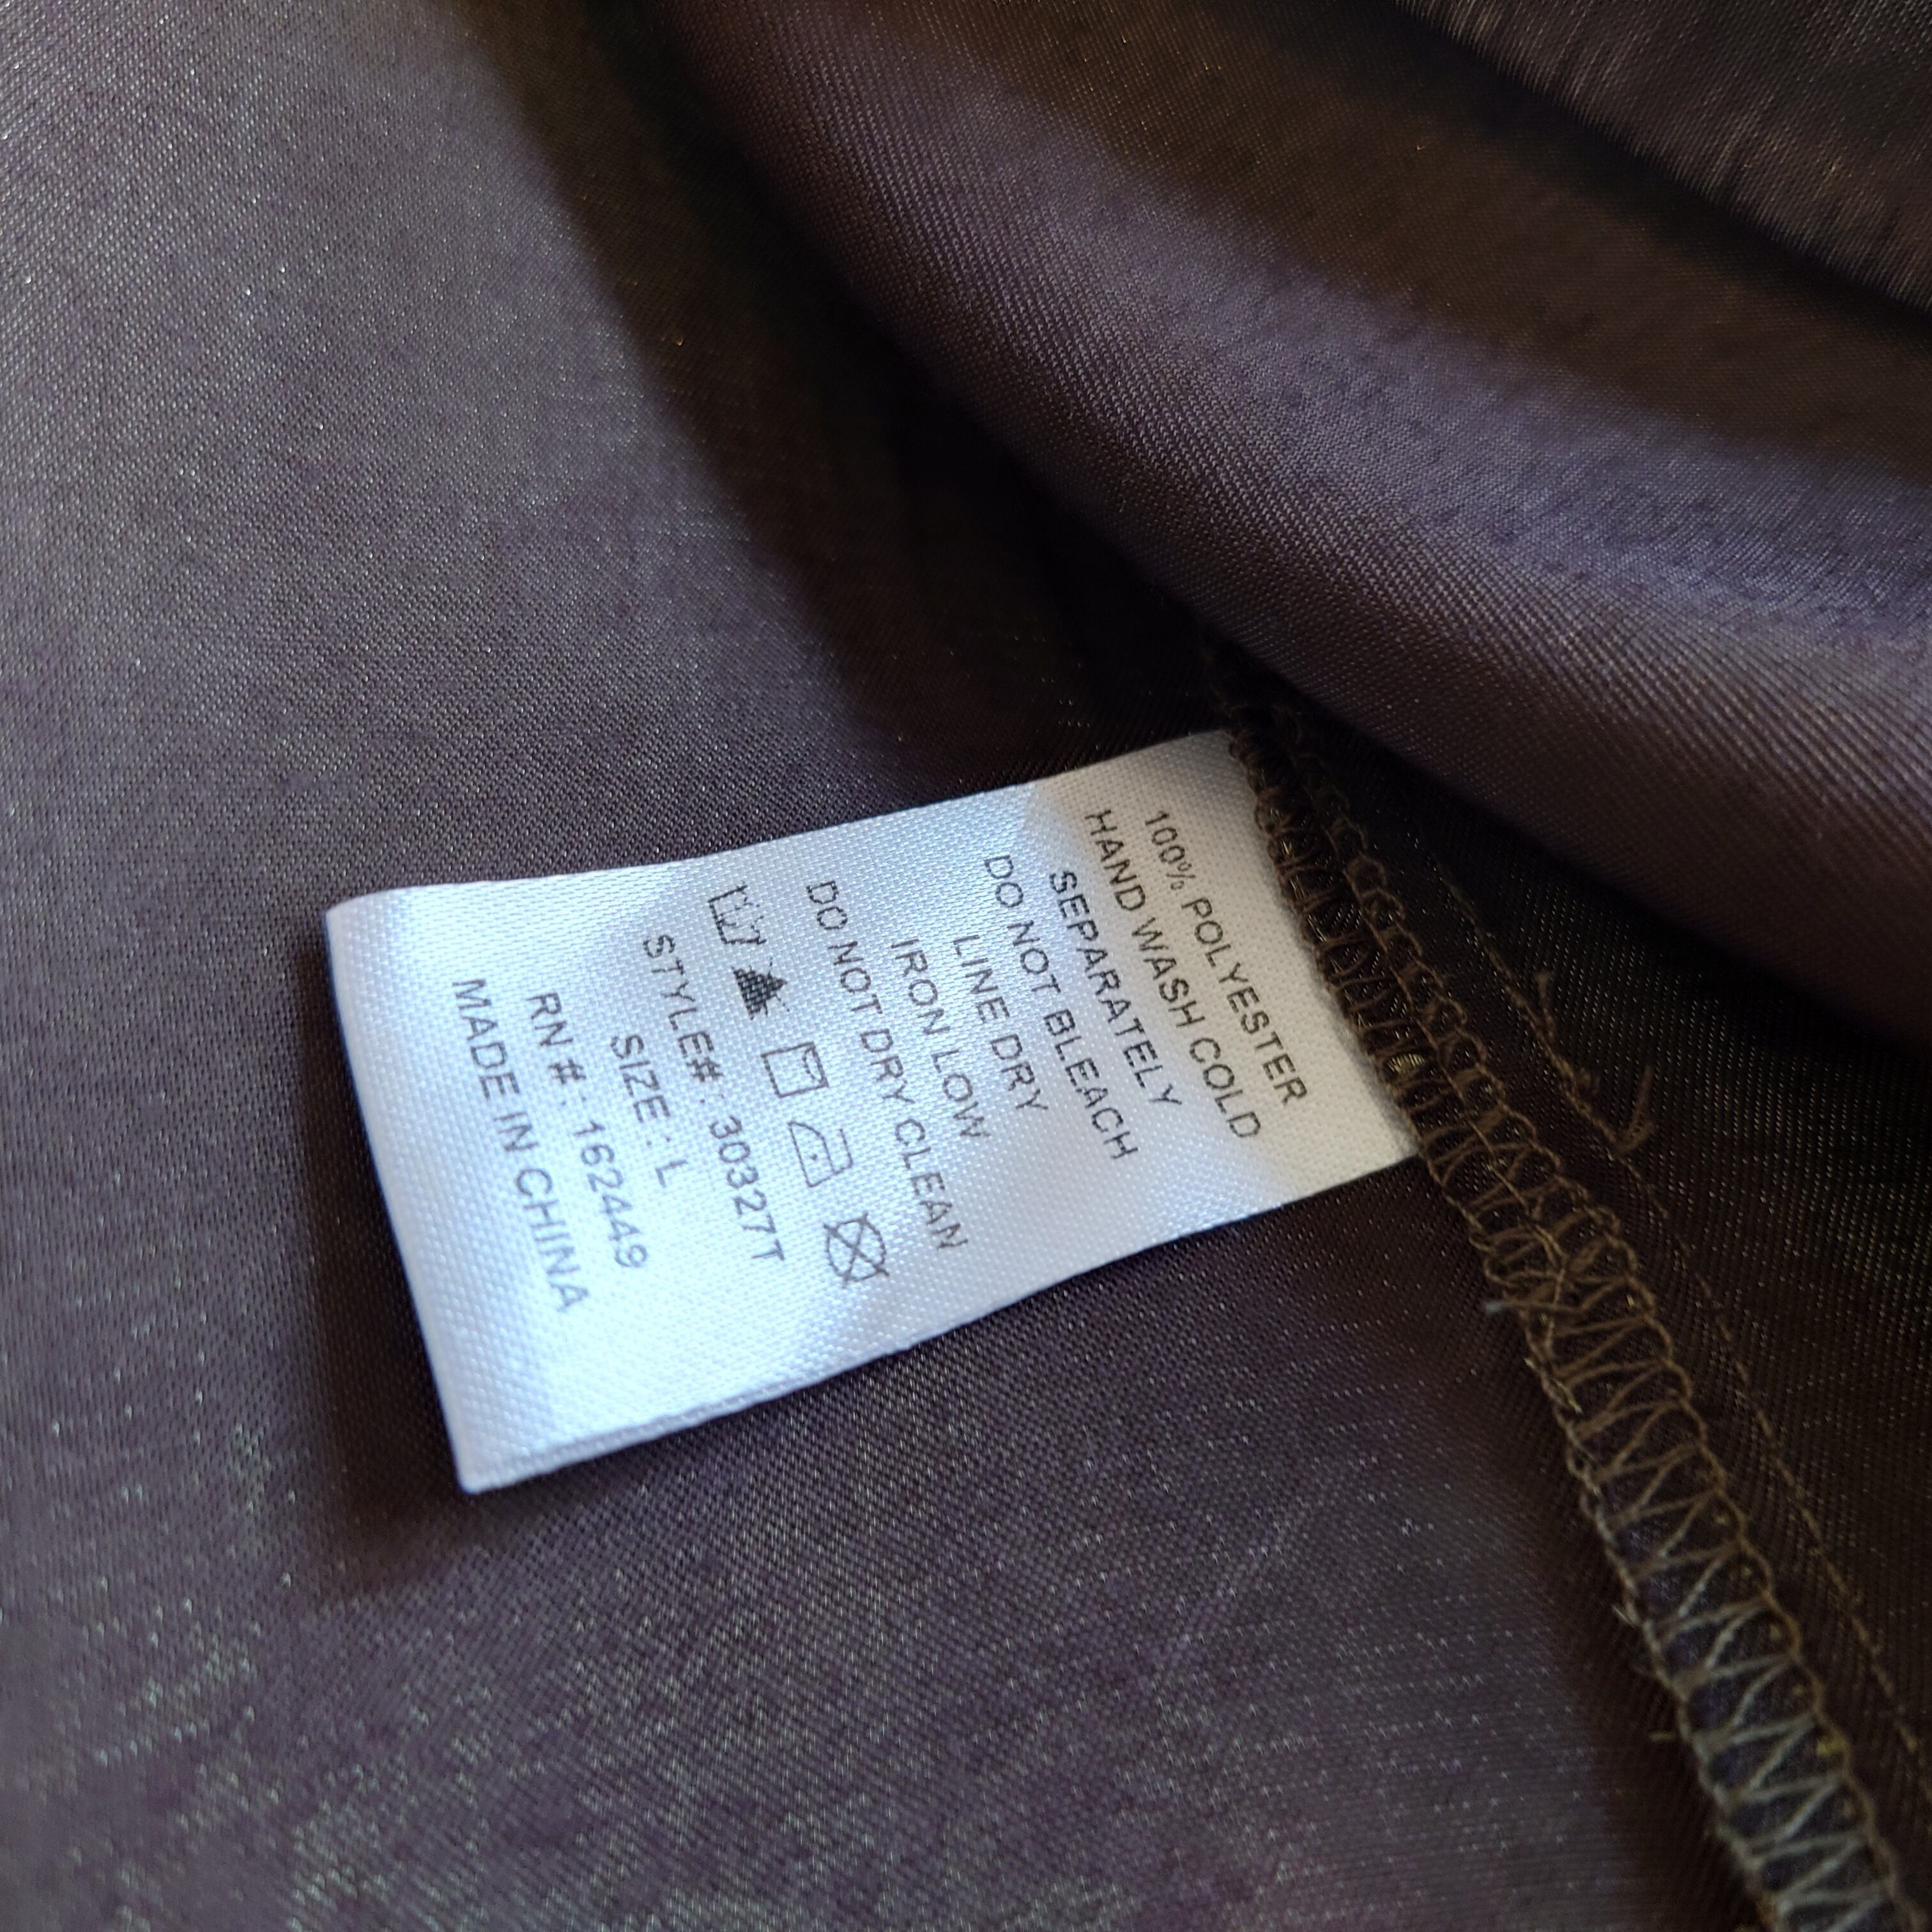 100% POLYESTER
HAND WASH COLD
SEPARATELY
DO NOT BLEACH
LINE DRY
IRON LOW
DO NOT DRY CLEAN
STYLE# : 30327T
SIZE : L
RN # : 162449
MADE IN CHINA